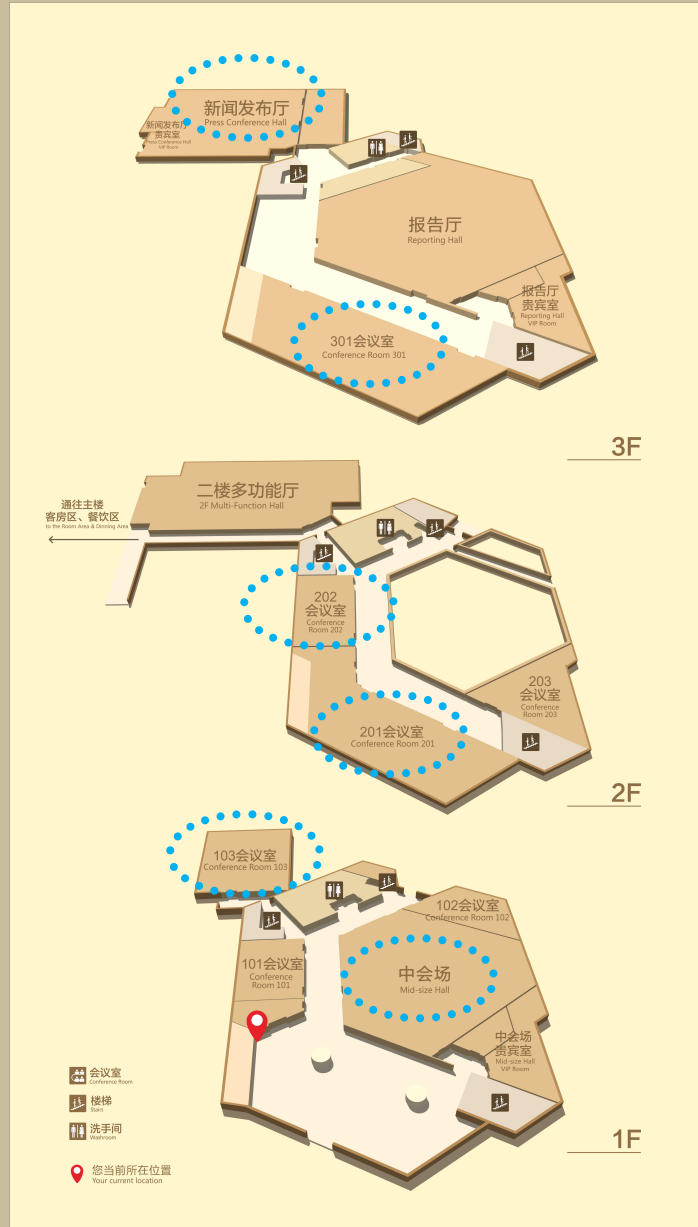 新闻发布厅
Press Conference Hall
新闻发布厅
贵宾室
Press Conference Hall
VIP Room
报告厅
Reporting Hall
报告厅
贵宾室
Reporting Hall
VIP Room
301会议室
Conference Room 301
3F
二楼多功能厅
2F Multi-Function Hall
通往主楼
客房区、餐饮区
to the Room Area & Dinning Area
202
会议室
Conference
Room 202
203
会议室
Conference
Room 203
201会议室
Conference Room 201
2F
103会议室
Conference Room 103
102会议室
Conference Room 102
101会议室
Conference
Room 101
中会场
Mid-size Hall
中会场
贵宾室
Mid-size Hall
VIP Room
会议室
Conference Room
楼梯
Stairs
洗手间
Washroom
1F
您当前所在位置
Your current location